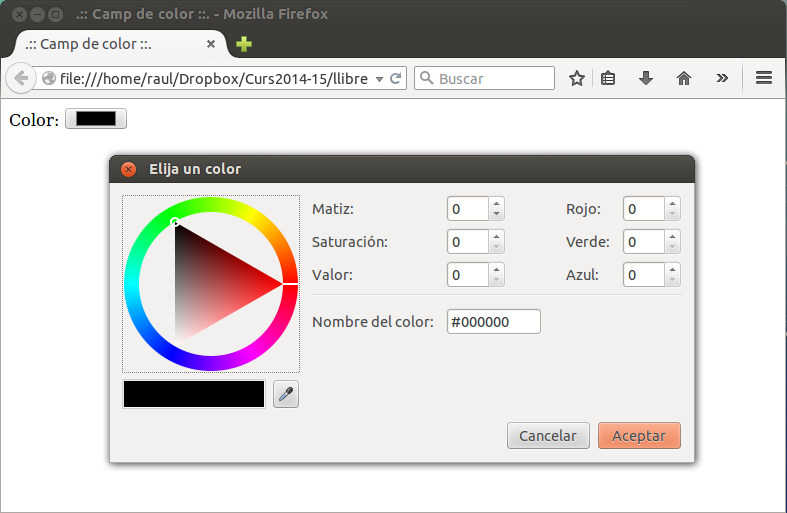 .:: Camp de color ::. - Mozilla Firefox
.:: Camp de color ::.
file:///home/raul/Dropbox/Curs2014-15/llibre
Buscar
Color:
Elija un color
Matiz: 0 Rojo: 0
Saturación: 0 Verde: 0
Valor: 0 Azul: 0
Nombre del color: #000000
Cancelar Aceptar